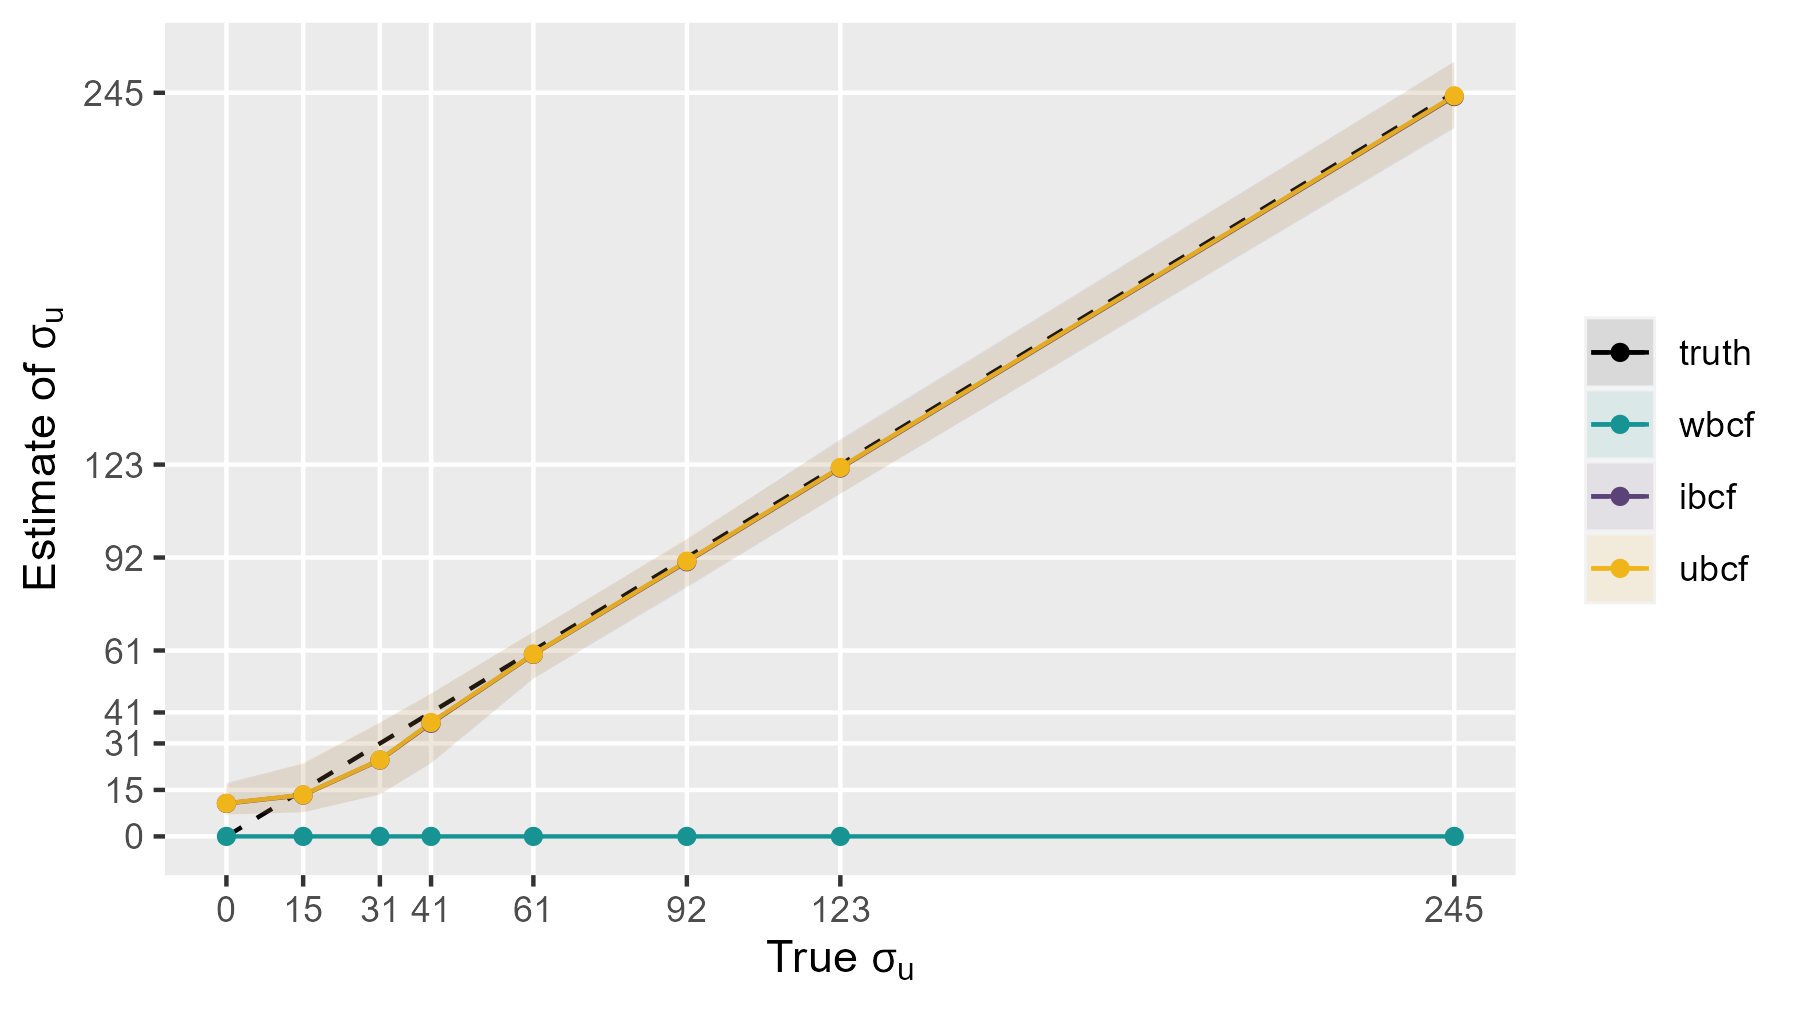 245
123
92
61
41
31
15
0
Estimate of σu
0 15 31 41 61 92 123 245
True σu
truth
wbcf
ibcf
ubcf